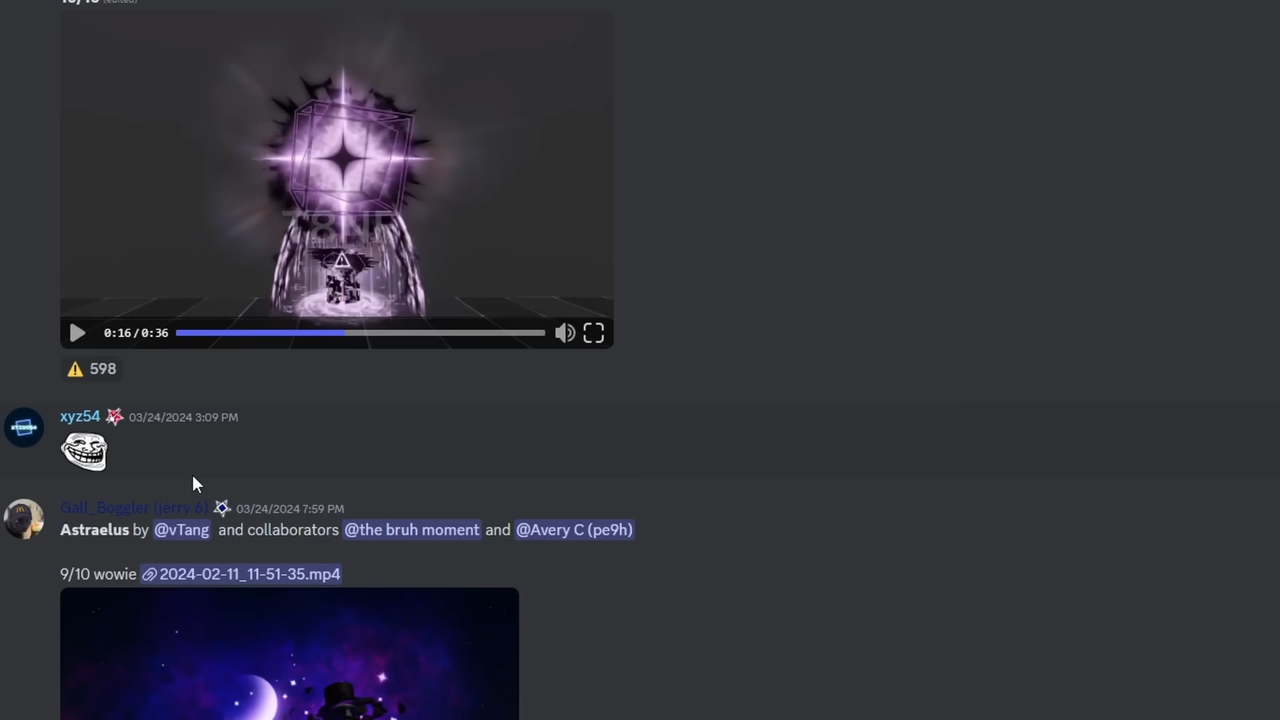 (edited)
0:16/0:36
598
xyz54 03/24/2024 3:09 PM
Gall_Boggler (jerry 6) 03/24/2024 7:59 PM
Astraelus by @vTang and collaborators @the bruh moment and @Avery C (pe9h)
9/10 wowie 2024-02-11_11-51-35.mp4